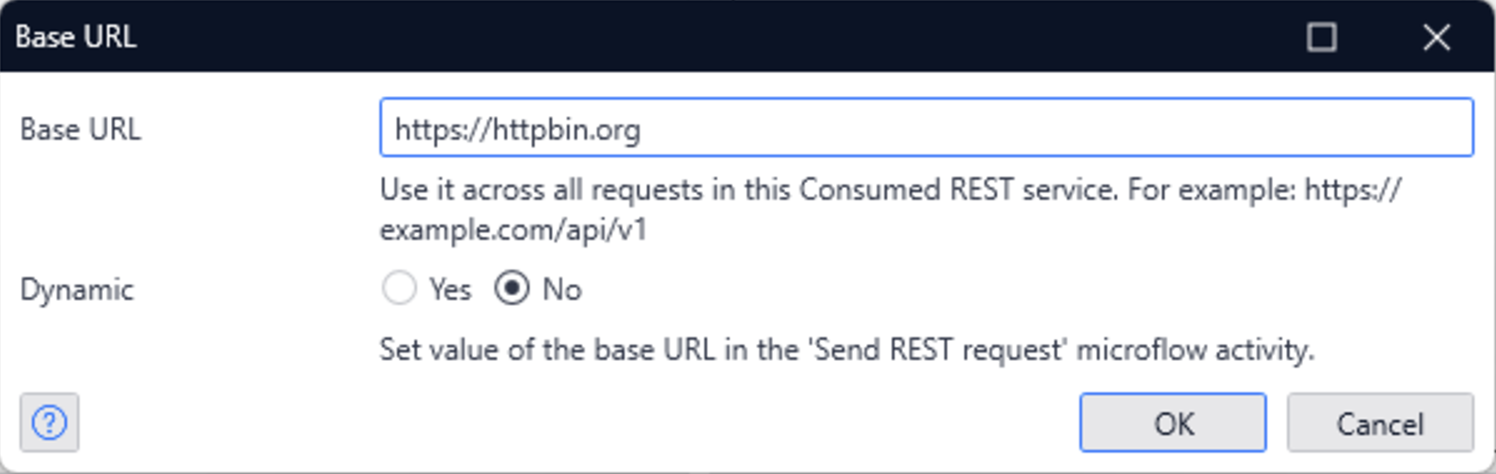 Base URL
Base URL
https://httpbin.org
Use it across all requests in this Consumed REST service. For example: https://
example.com/api/v1
Dynamic
Yes
No
Set value of the base URL in the 'Send REST request' microflow activity.
?
OK
Cancel